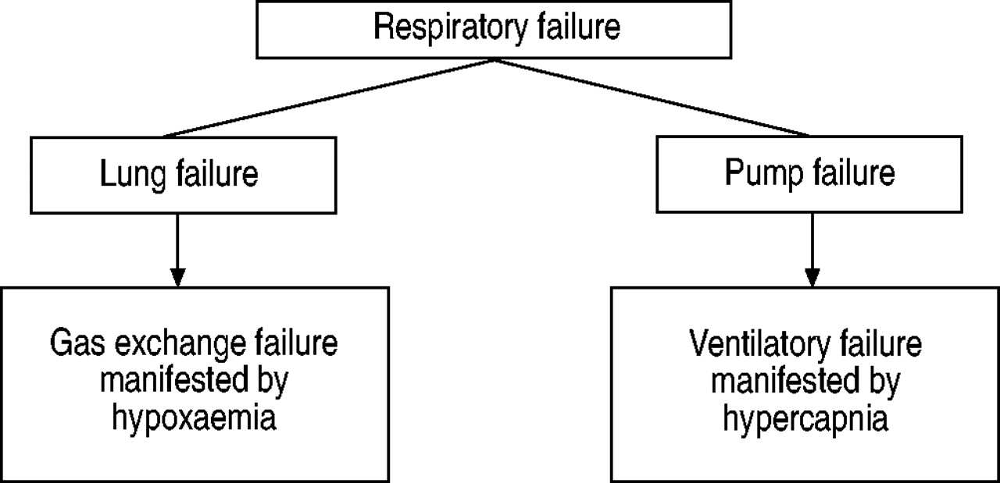 Respiratory failure
Lung failure
Pump failure
Gas exchange failure
manifested by
hypoxaemia
Ventilatory failure
manifested by
hypercapnia